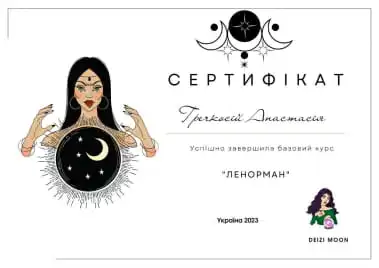 СЕРТИФІКАТ
Гречкосій Анастасія
Успішно завершила базовий курс
"ЛЕНОРМАН"
Україна 2023
DEIZI MOON